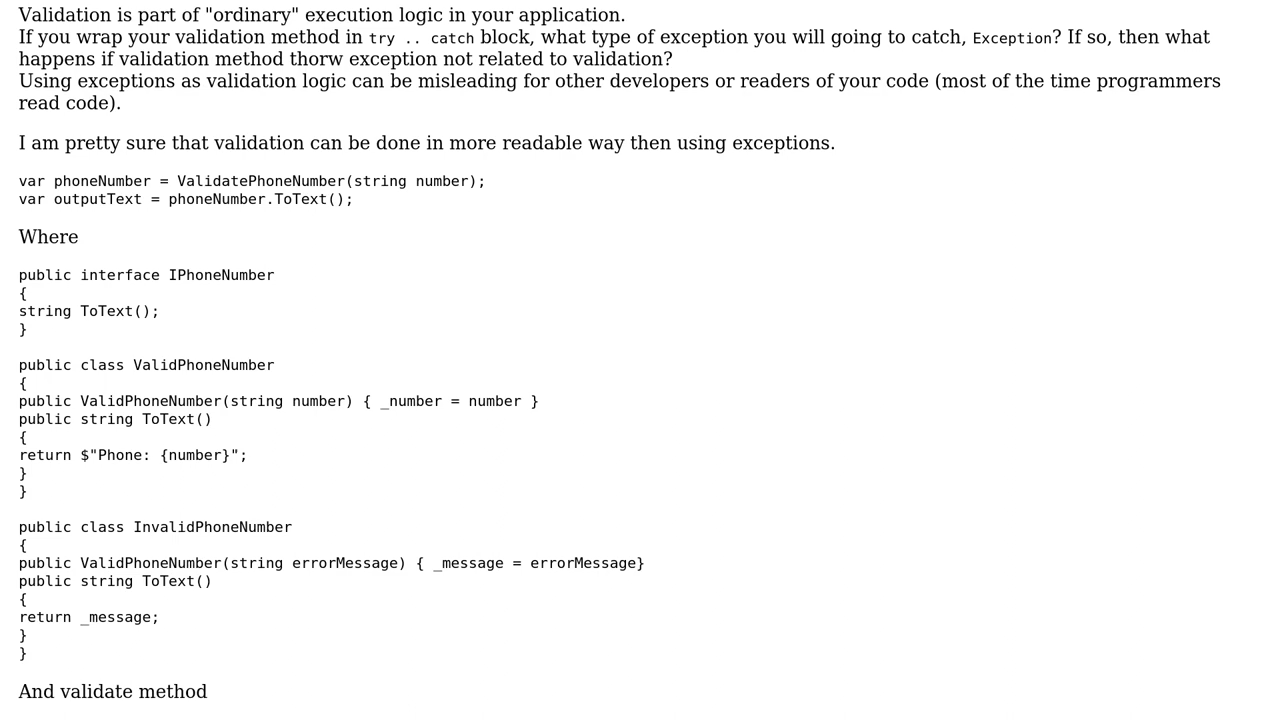 Validation is part of "ordinary" execution logic in your application.
If you wrap your validation method in try .. catch block, what type of exception you will going to catch, Exception? If so, then what
happens if validation method thorw exception not related to validation?
Using exceptions as validation logic can be misleading for other developers or readers of your code (most of the time programmers
read code).
I am pretty sure that validation can be done in more readable way then using exceptions.
var phoneNumber = ValidatePhoneNumber(string number);
var outputText = phoneNumber.ToText();
Where
public interface IPhoneNumber
{
string ToText();
}
public class ValidPhoneNumber
{
public ValidPhoneNumber(string number) { _number = number }
public string ToText()
{
return $"Phone: {number}";
}
}
public class InvalidPhoneNumber
{
public ValidPhoneNumber(string errorMessage) { _message = errorMessage}
public string ToText()
{
return _message;
}
}
And validate method